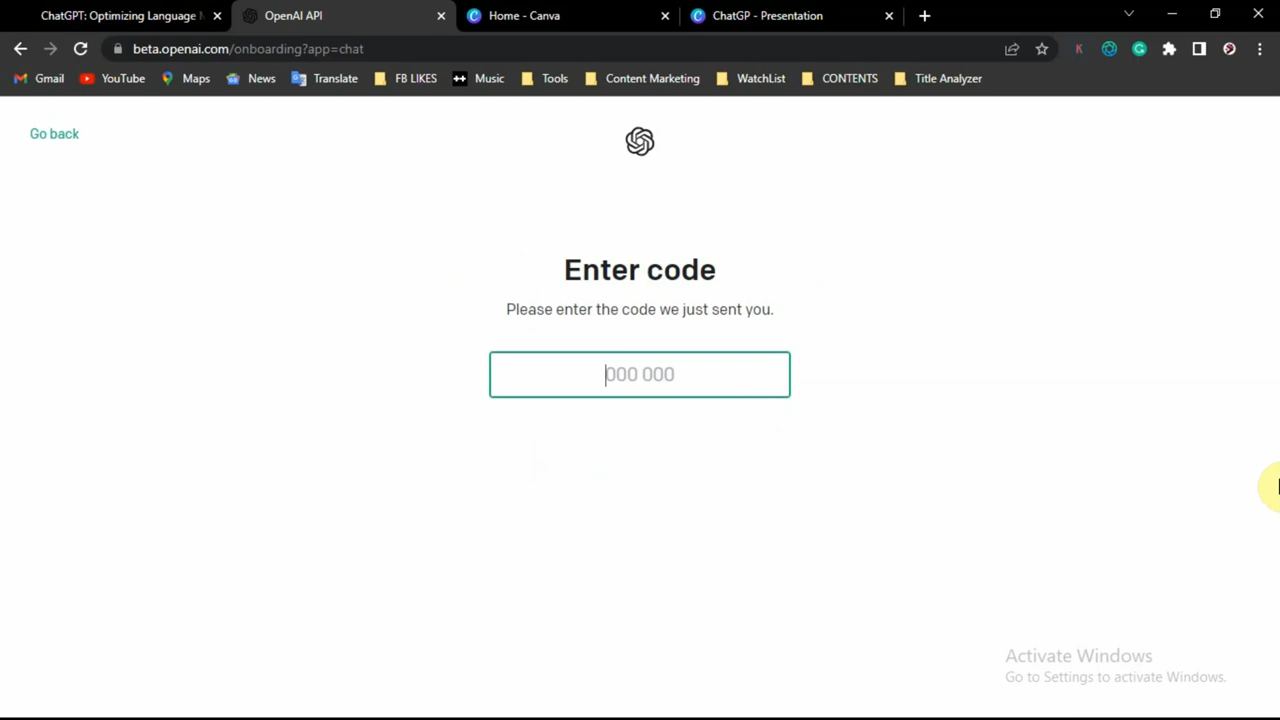 ChatGPT: Optimizing Language
OpenAI API
Home - Canva
ChatGP - Presentation
beta.openai.com/onboarding?app=chat
Gmail
YouTube
Maps
News
Translate
FB LIKES
Music
Tools
Content Marketing
WatchList
CONTENTS
Title Analyzer
Go back
Enter code
Please enter the code we just sent you.
000 000
Activate Windows
Go to Settings to activate Windows.